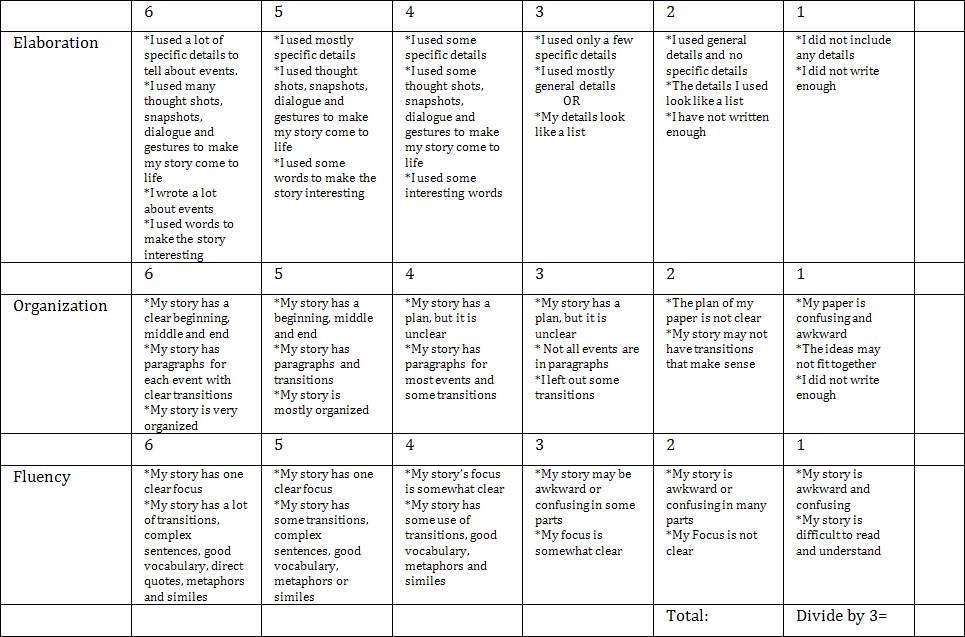 6 5 4 3 2 1
Elaboration
*I used a lot of
specific details to
tell about events.
*I used many
thought shots,
snapshots,
dialogue and
gestures to make
my story come to
life
*I wrote a lot
about events
*I used words to
make the story
interesting
*I used mostly
specific details
*I used thought
shots, snapshots,
dialogue and
gestures to make
my story come to
life
*I used some
words to make the
story interesting
*I used some
specific details
*I used some
thought shots,
snapshots,
dialogue and
gestures to make
my story come to
life
*I used some
interesting words
*I used only a few
specific details
*I used mostly
general details
OR
*My details look
like a list
*I used general
details and no
specific details
*The details I used
look like a list
*I have not written
enough
*I did not include
any details
*I did not write
enough
6 5 4 3 2 1
Organization
*My story has a
clear beginning,
middle and end
*My story has
paragraphs for
each event with
clear transitions
*My story is very
organized
*My story has a
beginning, middle
and end
*My story has
paragraphs and
transitions
*My story is
mostly organized
*My story has a
plan, but it is
unclear
*My story has
paragraphs for
most events and
some transitions
*My story has a
plan, but it is
unclear
* Not all events are
in paragraphs
*I left out some
transitions
*The plan of my
paper is not clear
*My story may not
have transitions
that make sense
*My paper is
confusing and
awkward
*The ideas may
not fit together
*I did not write
enough
6 5 4 3 2 1
Fluency
*My story has one
clear focus
*My story has a lot
of transitions,
complex
sentences, good
vocabulary, direct
quotes, metaphors
and similes
*My story has one
clear focus
*My story has
some transitions,
complex
sentences, good
vocabulary,
metaphors or
similes
*My story's focus
is somewhat clear
*My story has
some use of
transitions, good
vocabulary,
metaphors and
similes
*My story may be
awkward or
confusing in some
parts
*My focus is
somewhat clear
*My story is
awkward or
confusing in many
parts
*My Focus is not
clear
*My story is
awkward and
confusing
*My story is
difficult to read
and understand
Total: Divide by 3=